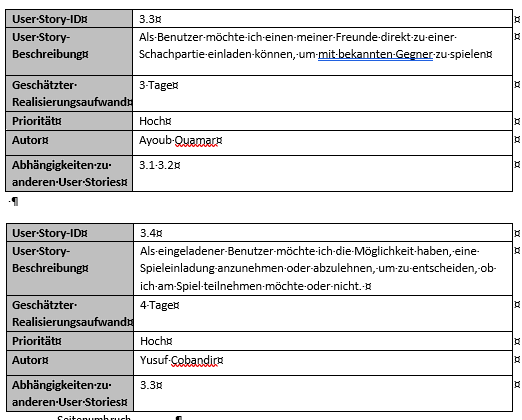 User·Story-ID¤ 3.3¤ ¤
User·Story- Als·Benutzer·möchte·ich·einen·meiner·Freunde·direkt·zu·einer· ¤
Beschreibung¤ Schachpartie·einladen·können,·um·mit·bekannten·Gegner·zu·spielen¤
Geschätzter· 3·Tage¤ ¤
Realisierungsaufwand¤
Priorität¤ Hoch¤ ¤
Autor¤ Ayoub·Quamar¤ ¤
Abhängigkeiten·zu· 3.1·3.2¤ ¤
anderen·User·Stories¤
·¶
User·Story-ID¤ 3.4¤ ¤
User·Story- Als·eingeladener·Benutzer·möchte·ich·die·Möglichkeit·haben,·eine· ¤
Beschreibung¤ Spieleinladung·anzunehmen·oder·abzulehnen,·um·zu·entscheiden,·ob·
ich·am·Spiel·teilnehmen·möchte·oder·nicht.·¤
Geschätzter· 4·Tage¤ ¤
Realisierungsaufwand¤
Priorität¤ Hoch¤ ¤
Autor¤ Yusuf·Cobandir¤ ¤
Abhängigkeiten·zu· 3.3¤ ¤
anderen·User·Stories¤
Seitenumbruch ¶